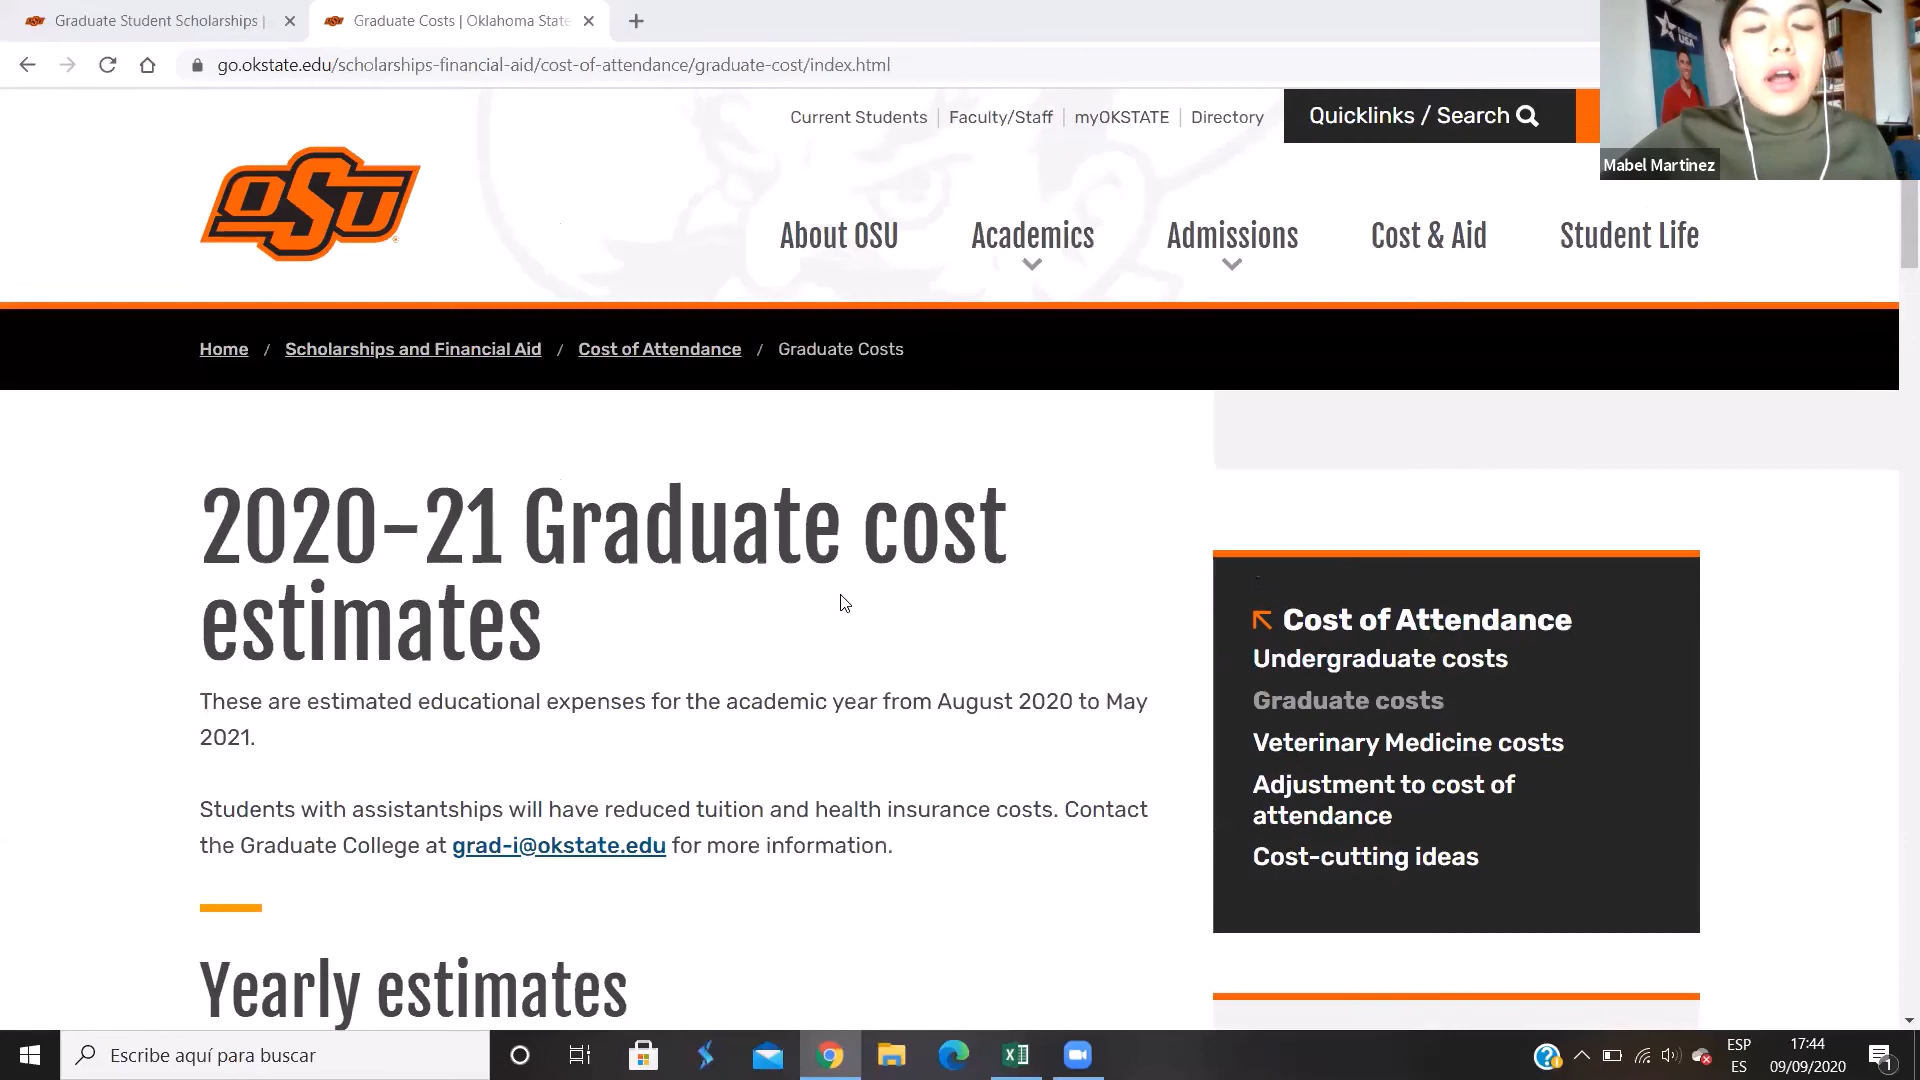 Graduate Student Scholarships |
Graduate Costs | Oklahoma State
go.okstate.edu/scholarships-financial-aid/cost-of-attendance/graduate-cost/index.html
USA
Mabel Martinez
Current Students | Faculty/Staff | myOKSTATE | Directory
Quicklinks / Search
OSU
About OSU
Academics
Admissions
Cost & Aid
Student Life
Home / Scholarships and Financial Aid / Cost of Attendance / Graduate Costs
2020-21 Graduate cost
estimates
These are estimated educational expenses for the academic year from August 2020 to May
2021.
Students with assistantships will have reduced tuition and health insurance costs. Contact
the Graduate College at grad-i@okstate.edu for more information.
Yearly estimates
Cost of Attendance
Undergraduate costs
Graduate costs
Veterinary Medicine costs
Adjustment to cost of
attendance
Cost-cutting ideas
Escribe aquí para buscar
ESP
ES
17:44
09/09/2020
1